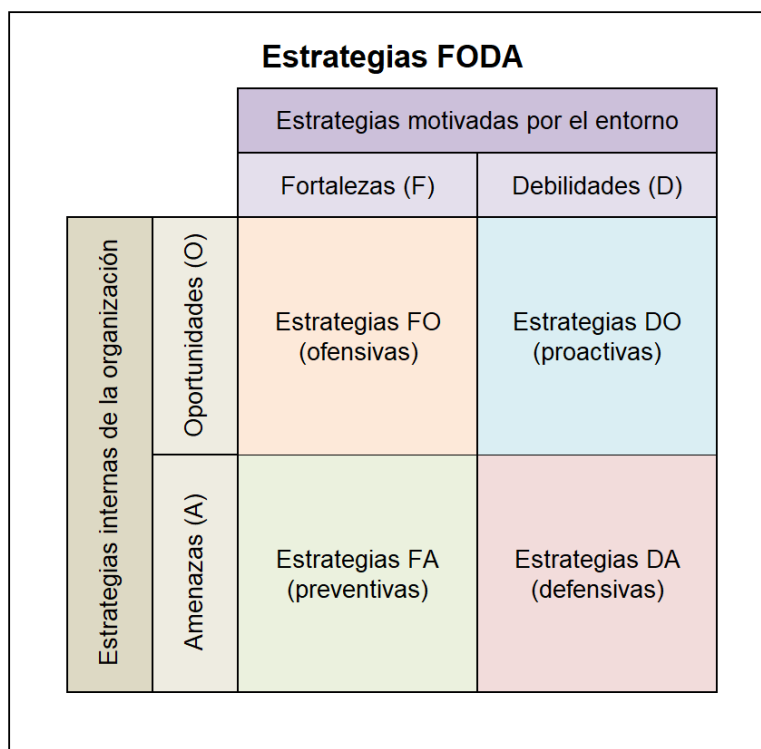 Estrategias FODA
Estrategias motivadas por el entorno
Fortalezas (F)
Debilidades (D)
Estrategias internas de la organización
Oportunidades (O)
Estrategias FO
(ofensivas)
Estrategias DO
(proactivas)
Amenazas (A)
Estrategias FA
(preventivas)
Estrategias DA
(defensivas)